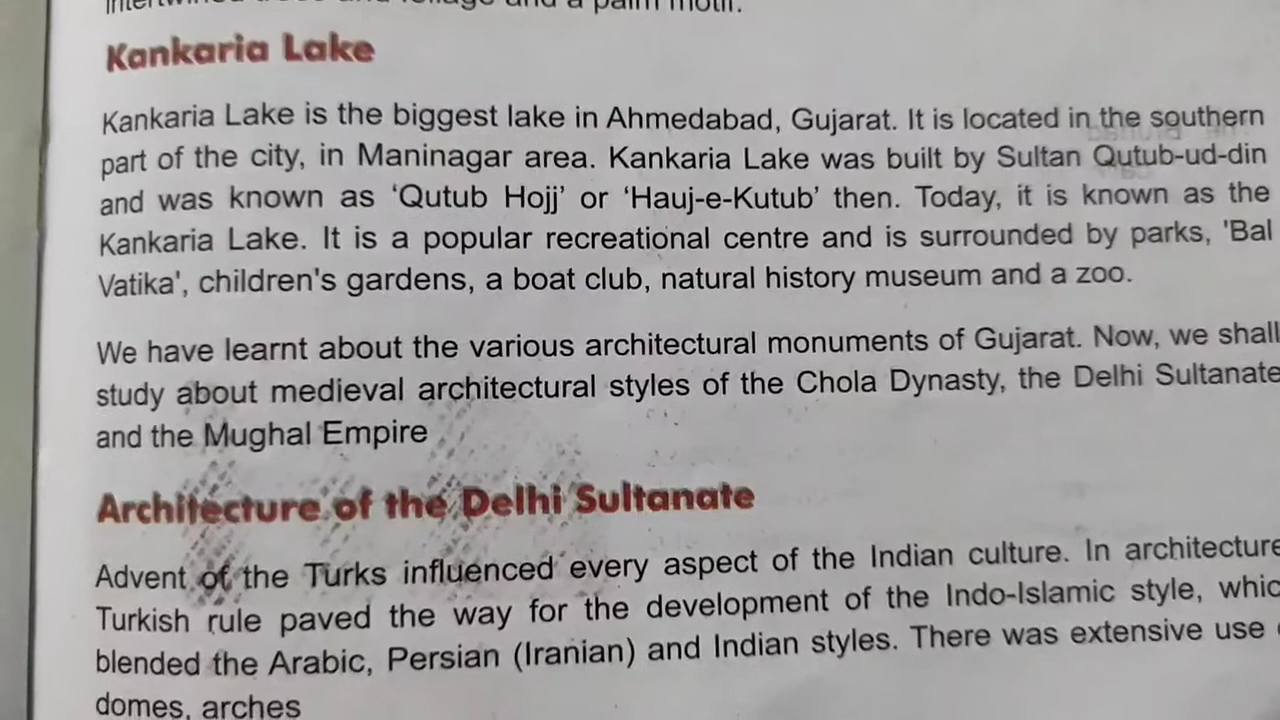 intertwined trees and foliage and a palm motif.
Kankaria Lake
Kankaria Lake is the biggest lake in Ahmedabad, Gujarat. It is located in the southern
part of the city, in Maninagar area. Kankaria Lake was built by Sultan Qutub-ud-din
and was known as ‘Qutub Hojj’ or ‘Hauj-e-Kutub’ then. Today, it is known as the
Kankaria Lake. It is a popular recreational centre and is surrounded by parks, 'Bal
Vatika', children's gardens, a boat club, natural history museum and a zoo.
We have learnt about the various architectural monuments of Gujarat. Now, we shall
study about medieval architectural styles of the Chola Dynasty, the Delhi Sultanate
and the Mughal Empire
Architecture of the Delhi Sultanate
Advent of the Turks influenced every aspect of the Indian culture. In architecture
Turkish rule paved the way for the development of the Indo-Islamic style, whic
blended the Arabic, Persian (Iranian) and Indian styles. There was extensive use
domes, arches